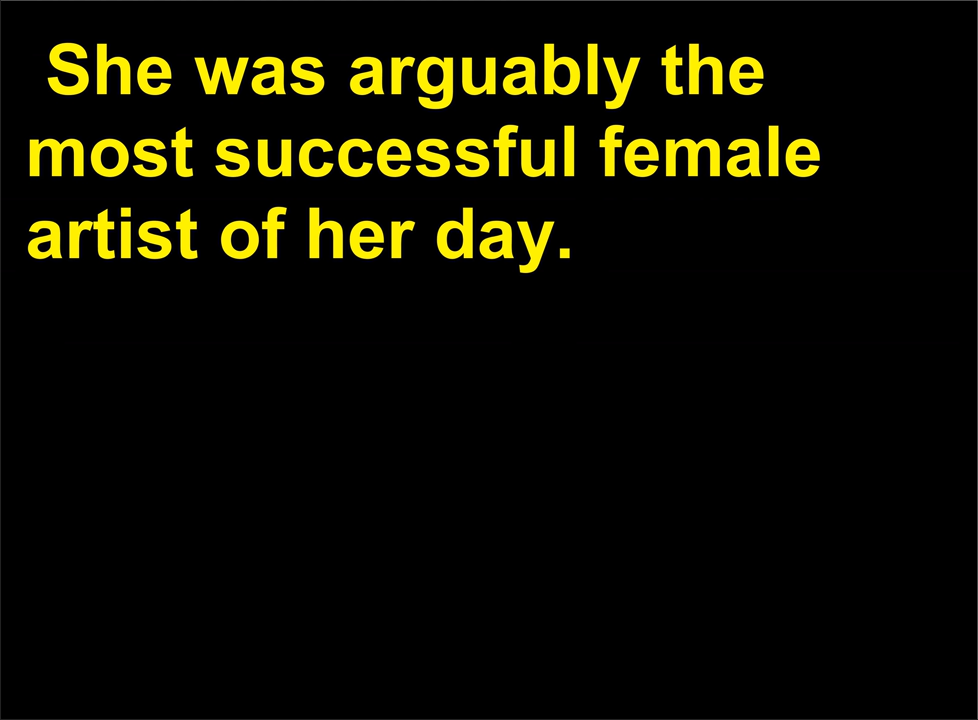 She was arguably the
most successful female
artist of her day.